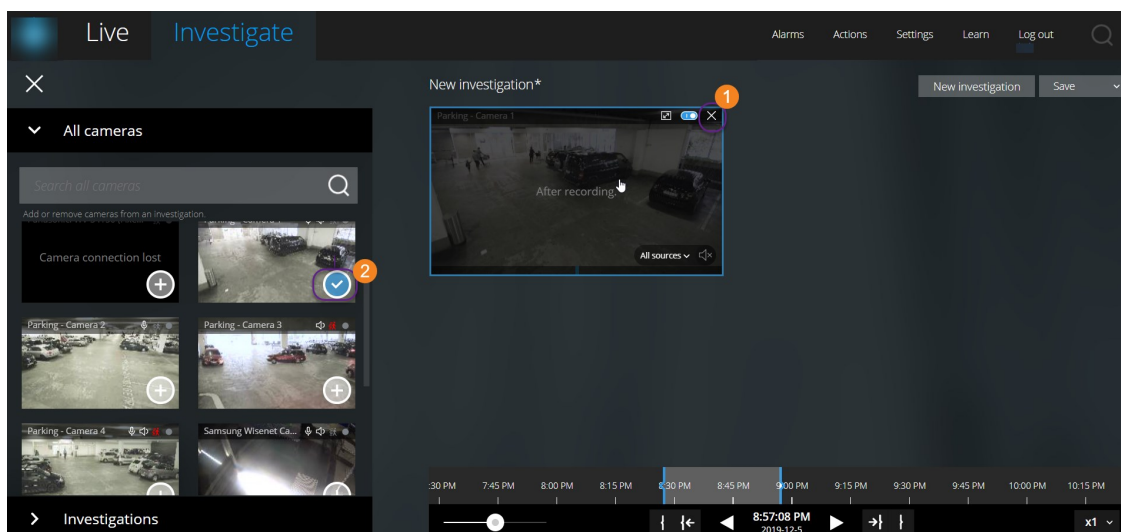 Live
Investigate
Alarms
Actions
Settings
Learn
Log out
New investigation*
New investigation
Save
1
All cameras
Parking - Camera 1
Search all cameras
After recording.
Add or remove cameras from an investigation.
Camera connection lost
All sources
2
Parking - Camera 2
Parking - Camera 3
Parking - Camera 4
Samsung Wisenet Ca...
:30 PM
7:45 PM
8:00 PM
8:15 PM
8:30 PM
8:45 PM
9:00 PM
9:15 PM
9:30 PM
9:45 PM
10:00 PM
10:15 PM
Investigations
8:57:08 PM
2019-12-5
x1